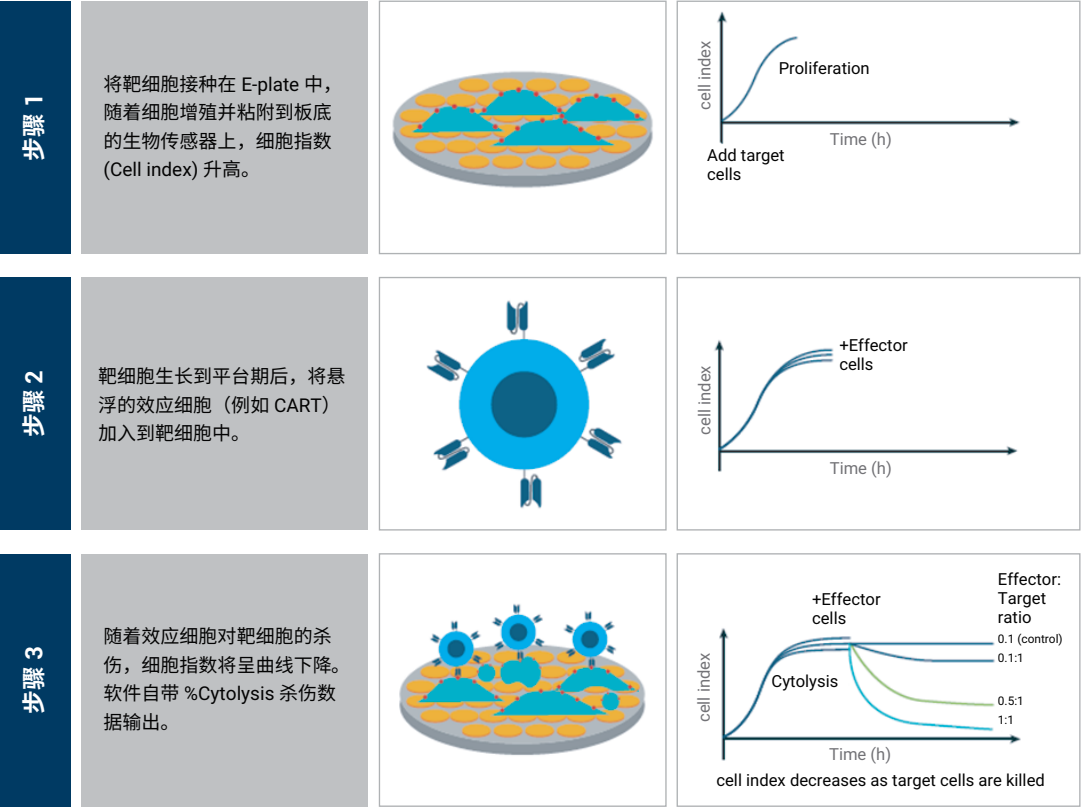 步骤 1
将靶细胞接种在 E-plate 中，
随着细胞增殖并粘附到板底
的生物传感器上，细胞指数
(Cell index) 升高。
cell index
Proliferation
Time (h)
Add target
cells
步骤 2
靶细胞生长到平台期后，将悬
浮的效应细胞（例如 CART）
加入到靶细胞中。
cell index
+Effector
cells
Time (h)
步骤 3
随着效应细胞对靶细胞的杀
伤，细胞指数将呈曲线下降。
软件自带 %Cytolysis 杀伤数
据输出。
cell index
+Effector
cells
Cytolysis
Effector:
Target
ratio
0.1 (control)
0.1:1
0.5:1
1:1
Time (h)
cell index decreases as target cells are killed